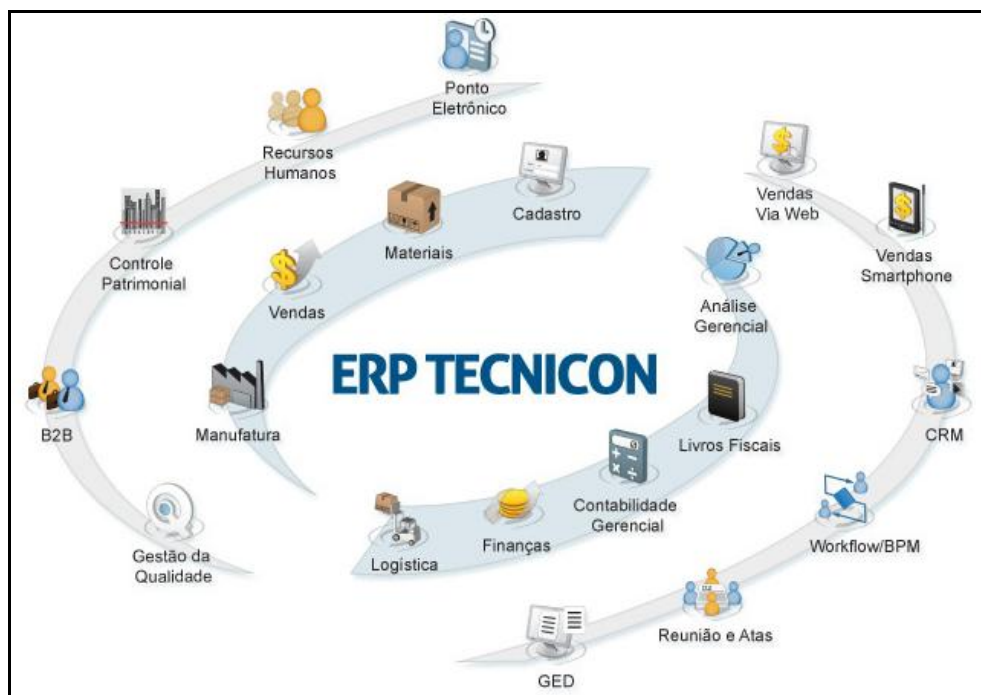 Ponto
Eletrônico
Recursos
Humanos
Controle
Patrimonial
B2B
Gestão da
Qualidade
Cadastro
Materiais
Vendas
Manufatura
ERP TECNICON
Análise
Gerencial
Livros Fiscais
Contabilidade
Gerencial
Finanças
Logística
Vendas
Via Web
Vendas
Smartphone
CRM
Workflow/BPM
Reunião e Atas
GED